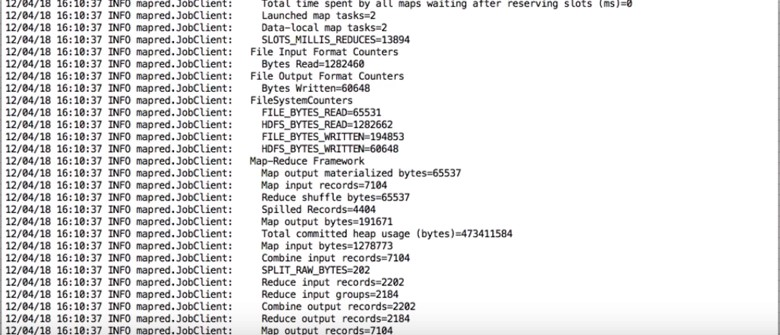 12/04/18 16:10:37 INFO mapred.JobClient: Total time spent by all maps waiting after reserving slots (ms)=0
12/04/18 16:10:37 INFO mapred.JobClient: Launched map tasks=2
12/04/18 16:10:37 INFO mapred.JobClient: Data-local map tasks=2
12/04/18 16:10:37 INFO mapred.JobClient: SLOTS_MILLIS_REDUCES=13894
12/04/18 16:10:37 INFO mapred.JobClient: File Input Format Counters
12/04/18 16:10:37 INFO mapred.JobClient: Bytes Read=1282460
12/04/18 16:10:37 INFO mapred.JobClient: File Output Format Counters
12/04/18 16:10:37 INFO mapred.JobClient: Bytes Written=60648
12/04/18 16:10:37 INFO mapred.JobClient: FileSystemCounters
12/04/18 16:10:37 INFO mapred.JobClient: FILE_BYTES_READ=65531
12/04/18 16:10:37 INFO mapred.JobClient: HDFS_BYTES_READ=1282662
12/04/18 16:10:37 INFO mapred.JobClient: FILE_BYTES_WRITTEN=194853
12/04/18 16:10:37 INFO mapred.JobClient: HDFS_BYTES_WRITTEN=60648
12/04/18 16:10:37 INFO mapred.JobClient: Map-Reduce Framework
12/04/18 16:10:37 INFO mapred.JobClient: Map output materialized bytes=65537
12/04/18 16:10:37 INFO mapred.JobClient: Map input records=7104
12/04/18 16:10:37 INFO mapred.JobClient: Reduce shuffle bytes=65537
12/04/18 16:10:37 INFO mapred.JobClient: Spilled Records=4404
12/04/18 16:10:37 INFO mapred.JobClient: Map output bytes=191671
12/04/18 16:10:37 INFO mapred.JobClient: Total committed heap usage (bytes)=473411584
12/04/18 16:10:37 INFO mapred.JobClient: Map input bytes=1278773
12/04/18 16:10:37 INFO mapred.JobClient: Combine input records=7104
12/04/18 16:10:37 INFO mapred.JobClient: SPLIT_RAW_BYTES=202
12/04/18 16:10:37 INFO mapred.JobClient: Reduce input records=2202
12/04/18 16:10:37 INFO mapred.JobClient: Reduce input groups=2184
12/04/18 16:10:37 INFO mapred.JobClient: Combine output records=2202
12/04/18 16:10:37 INFO mapred.JobClient: Reduce output records=2184
12/04/18 16:10:37 INFO mapred.JobClient: Map output records=7104